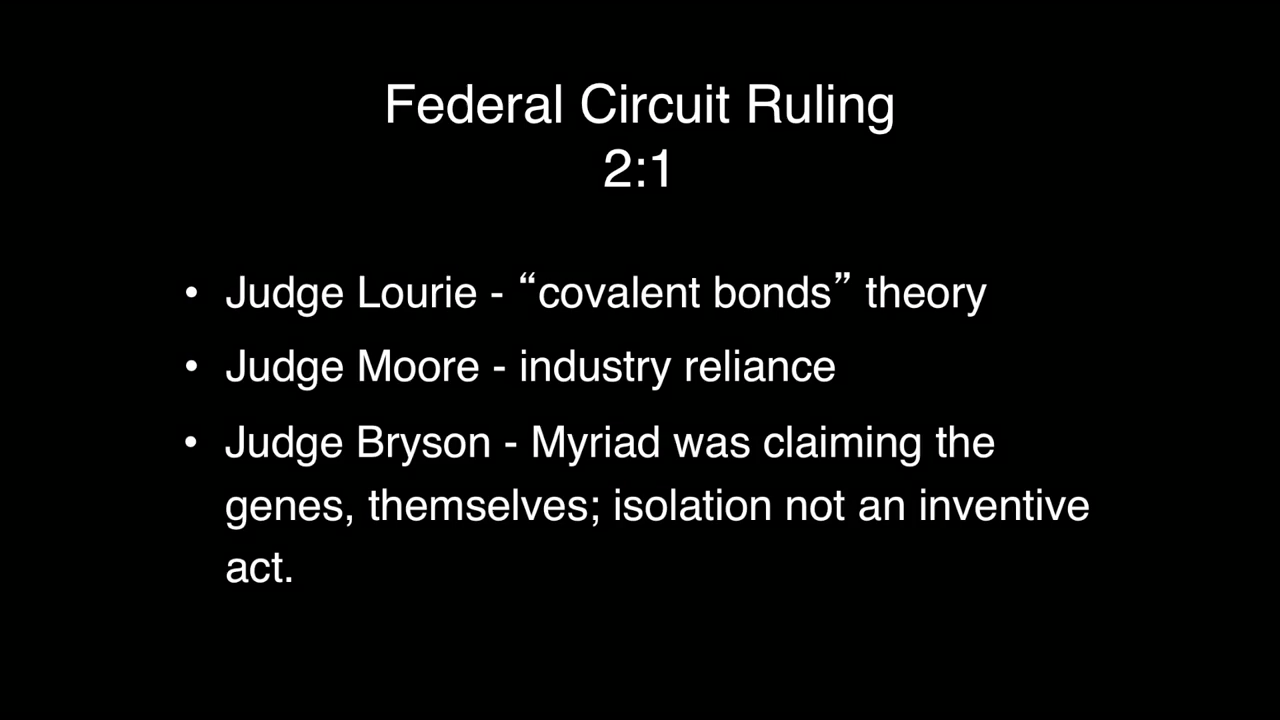 Federal Circuit Ruling
2:1
• Judge Lourie - “covalent bonds” theory
• Judge Moore - industry reliance
• Judge Bryson - Myriad was claiming the
genes, themselves; isolation not an inventive
act.